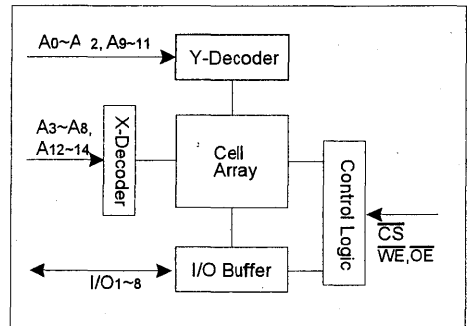 A0~A 2, A9~11
Y-Decoder
A3~A8,
A12~14
X-Decoder
Cell
Array
Control Logic
CS
WE,OE
I/O Buffer
I/O1~8